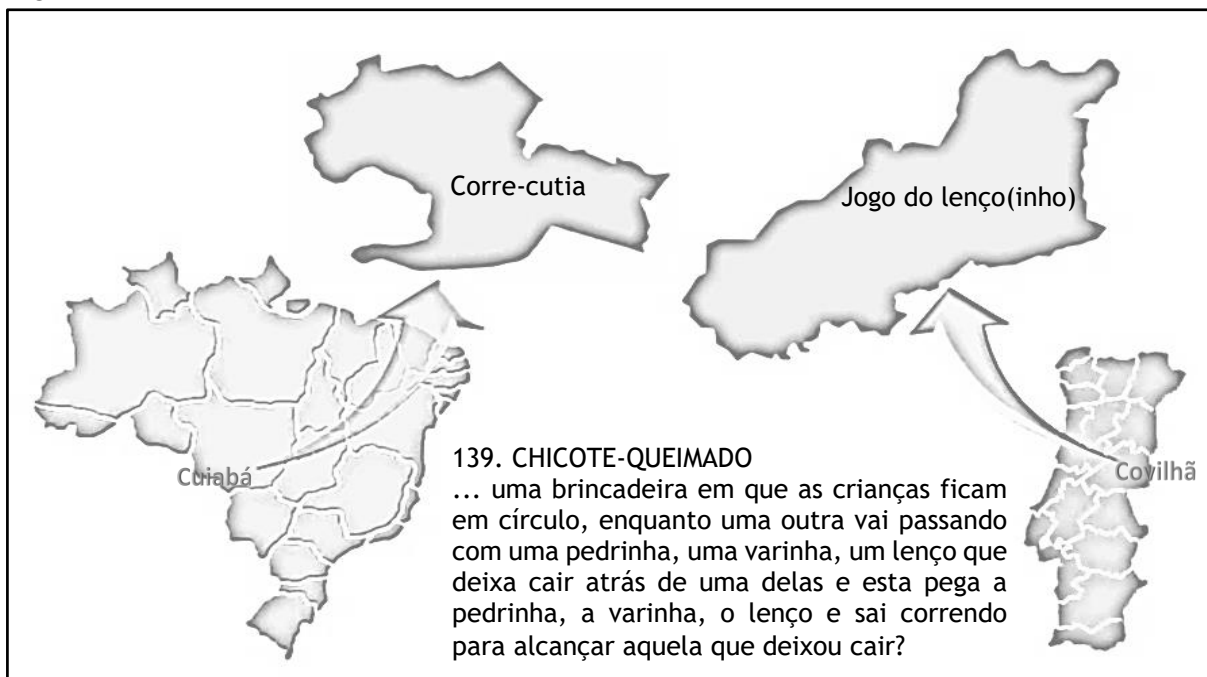 Corre-cutia
Jogo do lenço(inho)
Cuiabá
Covilhã
139. CHICOTE-QUEIMADO
... uma brincadeira em que as crianças ficam
em círculo, enquanto uma outra vai passando
com uma pedrinha, uma varinha, um lenço que
deixa cair atrás de uma delas e esta pega a
pedrinha, a varinha, o lenço e sai correndo
para alcançar aquela que deixou cair?